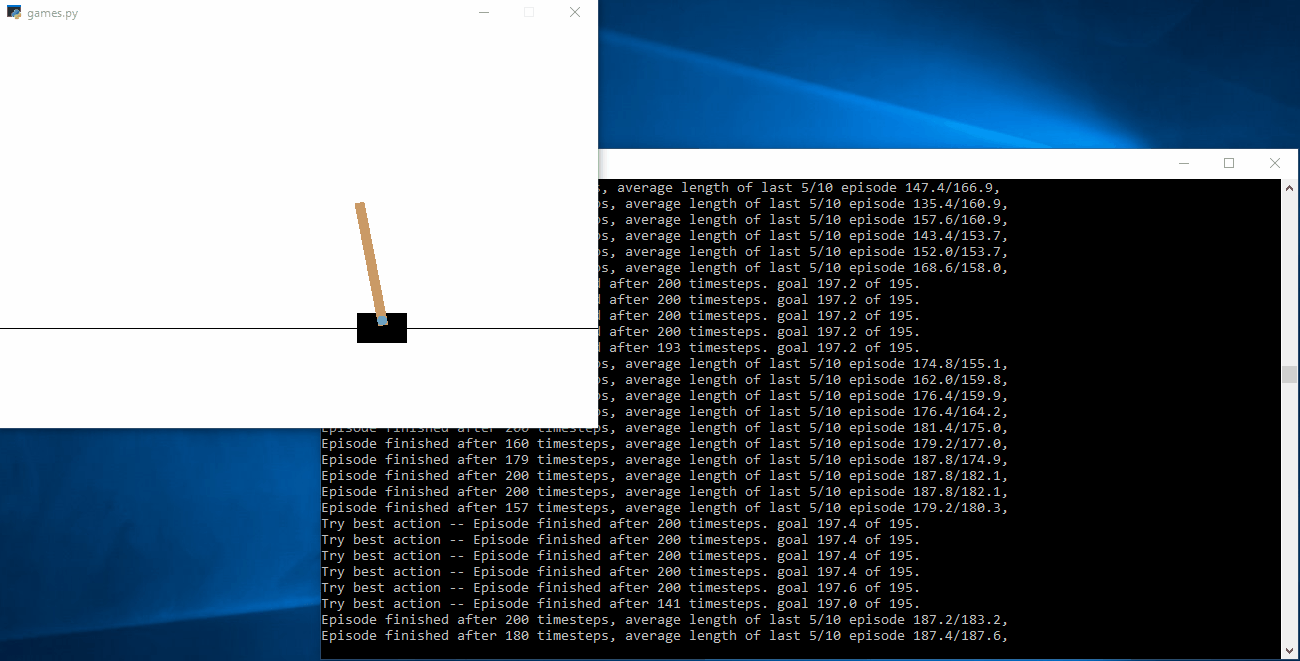 games.py
, average length of last 5/10 episode 147.4/166.9,
s, average length of last 5/10 episode 135.4/160.9,
s, average length of last 5/10 episode 157.6/160.9,
s, average length of last 5/10 episode 143.4/153.7,
s, average length of last 5/10 episode 152.0/153.7,
s, average length of last 5/10 episode 168.6/158.0,
after 200 timesteps. goal 197.2 of 195.
after 200 timesteps. goal 197.2 of 195.
after 200 timesteps. goal 197.2 of 195.
after 200 timesteps. goal 197.2 of 195.
after 193 timesteps. goal 197.2 of 195.
s, average length of last 5/10 episode 174.8/155.1,
s, average length of last 5/10 episode 162.0/159.8,
s, average length of last 5/10 episode 176.4/159.9,
s, average length of last 5/10 episode 176.4/164.2,
Episode finished after 200 timesteps, average length of last 5/10 episode 181.4/175.0,
Episode finished after 160 timesteps, average length of last 5/10 episode 179.2/177.0,
Episode finished after 179 timesteps, average length of last 5/10 episode 187.8/174.9,
Episode finished after 200 timesteps, average length of last 5/10 episode 187.8/182.1,
Episode finished after 200 timesteps, average length of last 5/10 episode 187.8/182.1,
Episode finished after 157 timesteps, average length of last 5/10 episode 179.2/180.3,
Try best action -- Episode finished after 200 timesteps. goal 197.4 of 195.
Try best action -- Episode finished after 200 timesteps. goal 197.4 of 195.
Try best action -- Episode finished after 200 timesteps. goal 197.4 of 195.
Try best action -- Episode finished after 200 timesteps. goal 197.4 of 195.
Try best action -- Episode finished after 200 timesteps. goal 197.6 of 195.
Try best action -- Episode finished after 141 timesteps. goal 197.0 of 195.
Episode finished after 200 timesteps, average length of last 5/10 episode 187.2/183.2,
Episode finished after 180 timesteps, average length of last 5/10 episode 187.4/187.6,